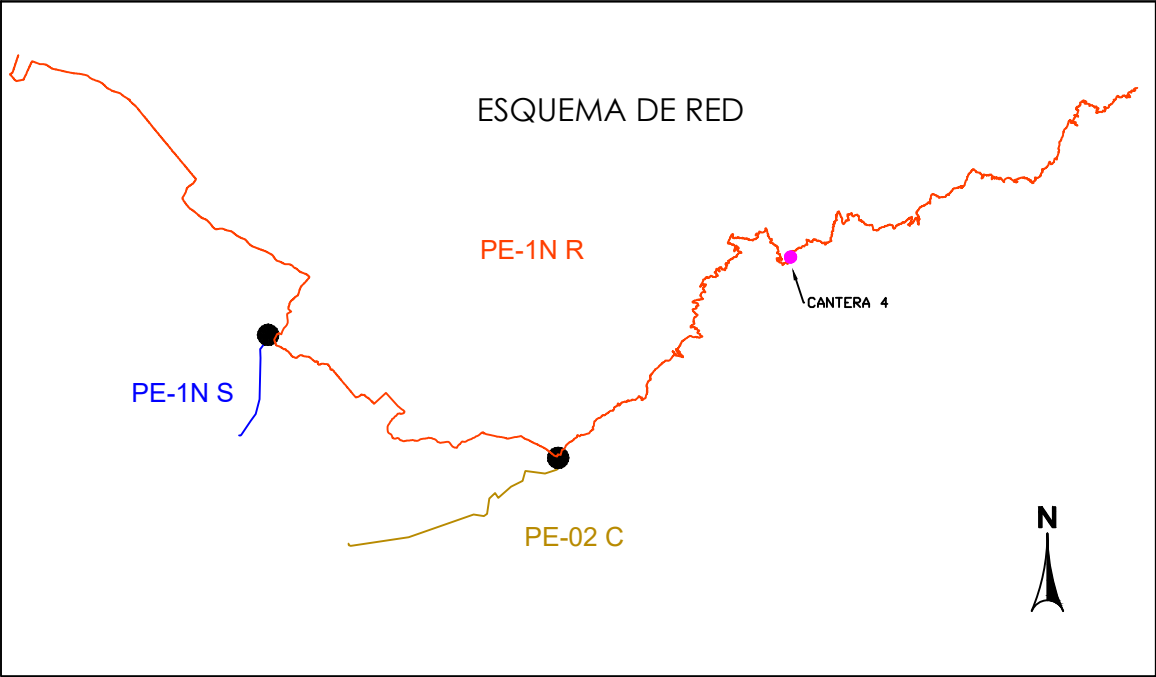 ESQUEMA DE RED
PE-1N R
CANTERA 4
PE-1N S
PE-02 C
N